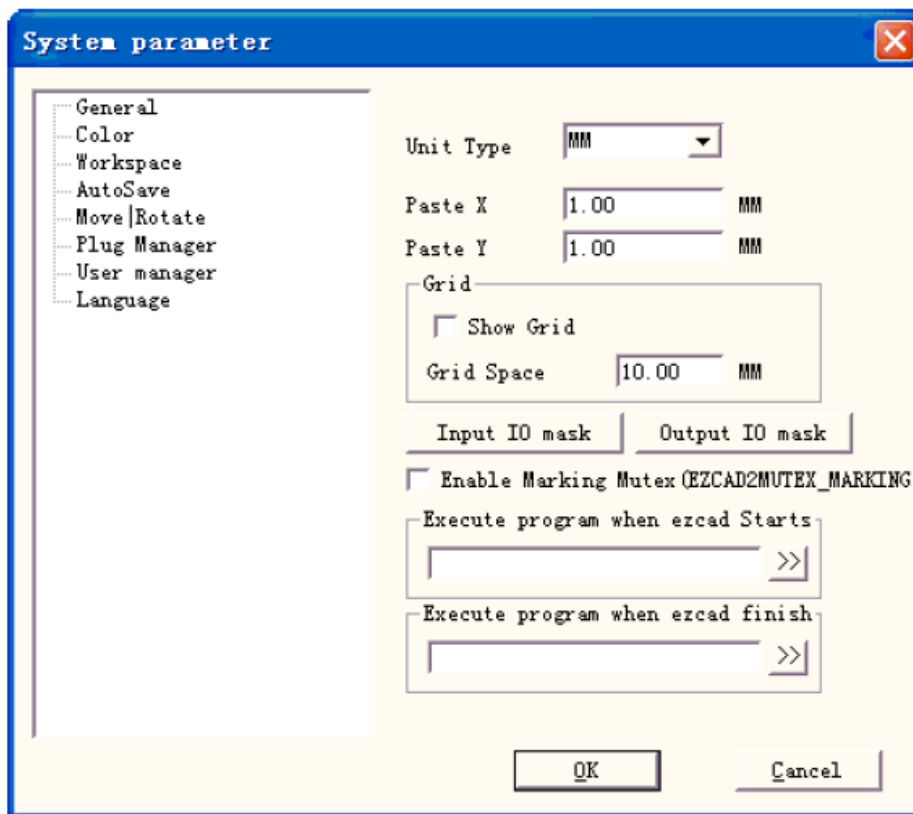 System parameter
General
Color
Workspace
AutoSave
Move|Rotate
Plug Manager
User manager
Language
Unit Type MM
Paste X 1.00 MM
Paste Y 1.00 MM
Grid
Show Grid
Grid Space 10.00 MM
Input IO mask Output IO mask
Enable Marking Mutex(EZCAD2MUTEX_MARKING
Execute program when ezcad Starts
>>
Execute program when ezcad finish
>>
OK Cancel